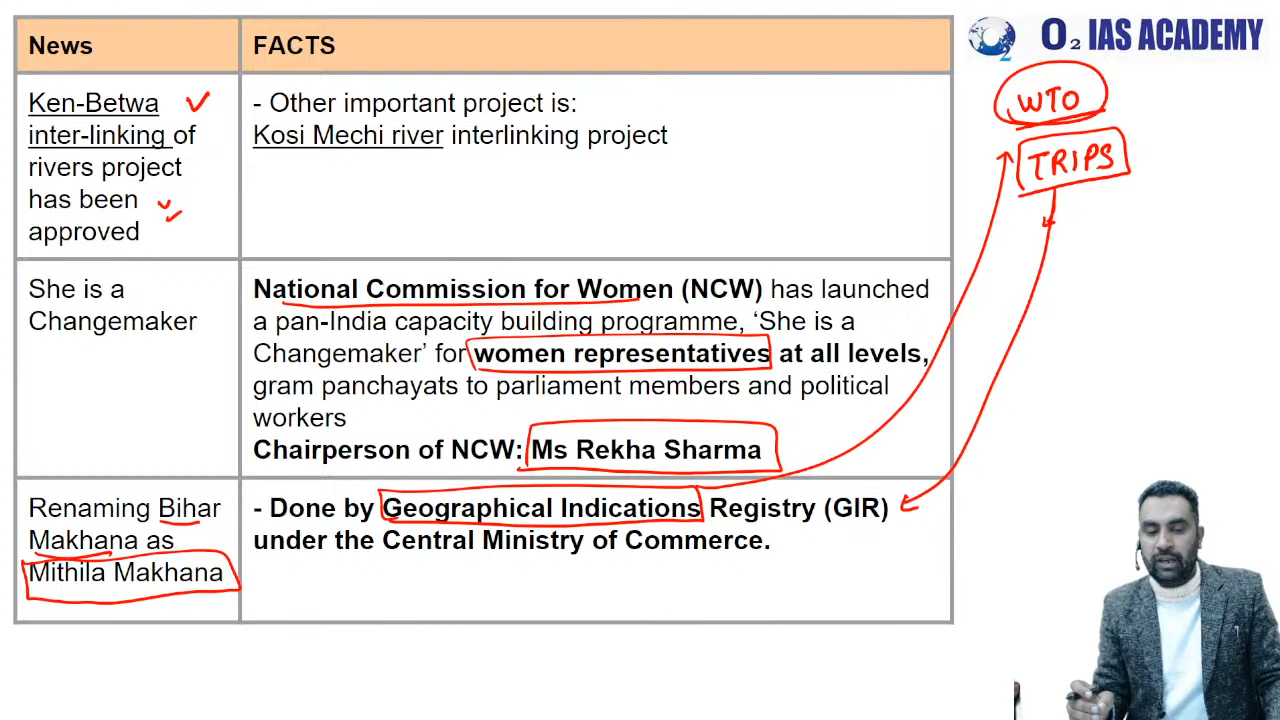 News
FACTS
O2 IAS ACADEMY
WTO
TRIPS
Ken-Betwa
inter-linking of
rivers project
has been
approved
- Other important project is:
Kosi Mechi river interlinking project
She is a
Changemaker
National Commission for Women (NCW) has launched
a pan-India capacity building programme, ‘She is a
Changemaker’ for women representatives at all levels,
gram panchayats to parliament members and political
workers
Chairperson of NCW: Ms Rekha Sharma
Renaming Bihar
Makhana as
Mithila Makhana
- Done by Geographical Indications Registry (GIR)
under the Central Ministry of Commerce.